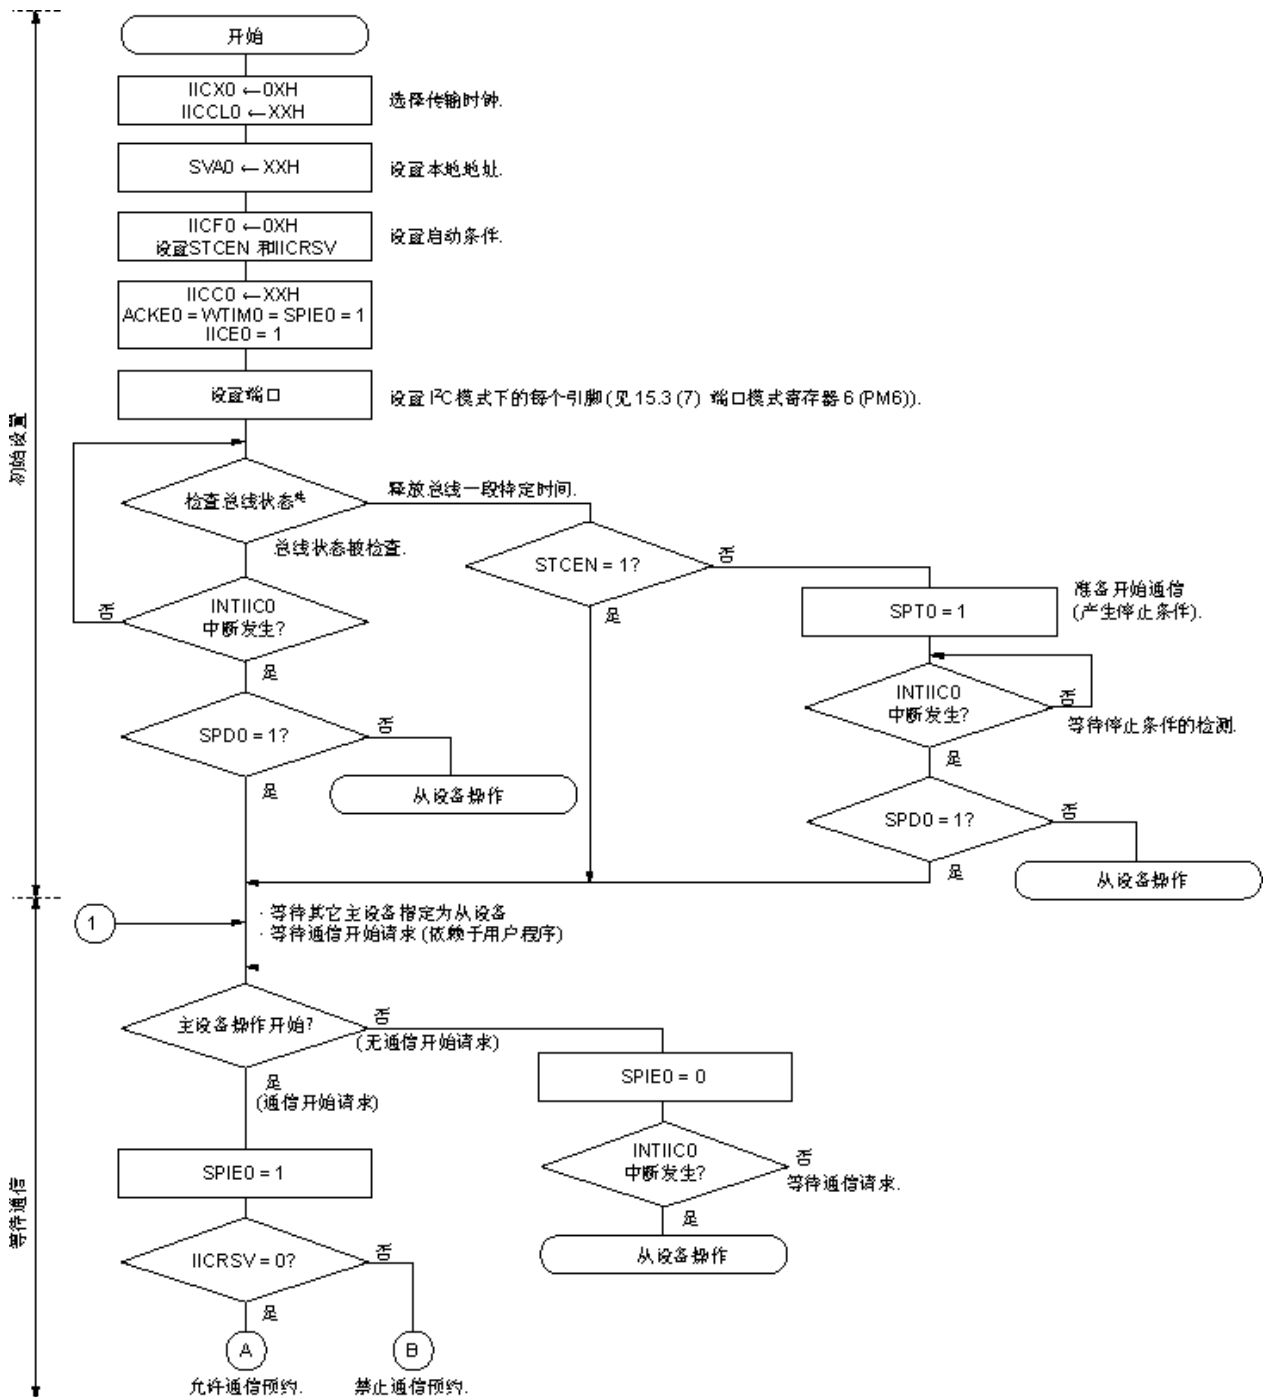 开始
IICX0 ←0XH
IICCL0 ←XXH
选择传输时钟.
SVA0 ←XXH
设置本地地址.
IICF0 ←0XH
设置STCEN 和IICRSV
设置启动条件.
IICC0 ←XXH
ACKE0 = WTIM0 = SPIE0 = 1
IICE0 = 1
设置端口
设置 I²C 模式下的每个引脚 (见 15.3 (7) 端口模式寄存器 6 (PM6)).
初始设置
检查总线状态注
释放总线一段特定时间.
总线状态被检查.
STCEN = 1?
否
是
INTIIC0
中断发生?
否
是
SPT0 = 1
准备开始通信
(产生停止条件).
INTIIC0
中断发生?
否
等待停止条件的检测.
是
SPD0 = 1?
否
是
从设备操作
SPD0 = 1?
否
是
从设备操作
1
· 等待其它主设备指定为从设备
· 等待通信开始请求 (依赖于用户程序)
主设备操作开始?
否
(无通信开始请求)
是
(通信开始请求)
SPIE0 = 0
INTIIC0
中断发生?
否
等待通信请求.
是
从设备操作
SPIE0 = 1
等待通信
IICRSV = 0?
否
是
A
B
允许通信预约.
禁止通信预约.